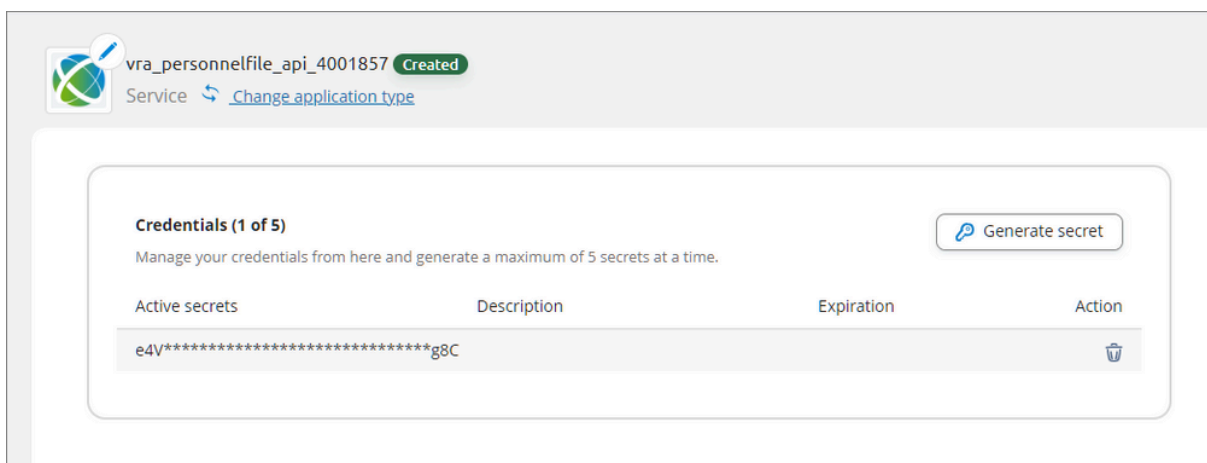 vra_personnelfile_api_4001857 Created
Service Change application type
Credentials (1 of 5)
Generate secret
Manage your credentials from here and generate a maximum of 5 secrets at a time.
Active secrets Description Expiration Action
e4V******************************g8C